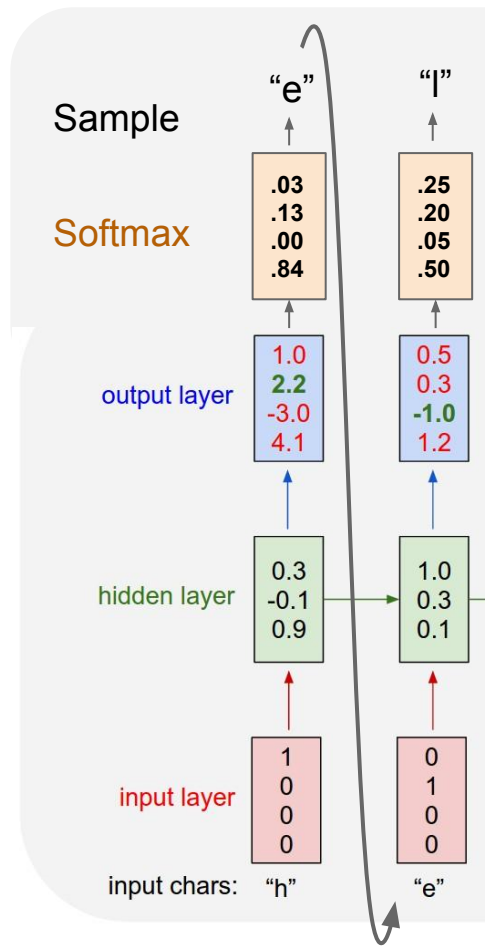 “e” “l”
Sample
Softmax
.03 .25
.13 .20
.00 .05
.84 .50
output layer
1.0 0.5
2.2 0.3
-3.0 -1.0
4.1 1.2
hidden layer
0.3 1.0
-0.1 0.3
0.9 0.1
input layer
1 0
0 1
0 0
0 0
input chars: “h” “e”